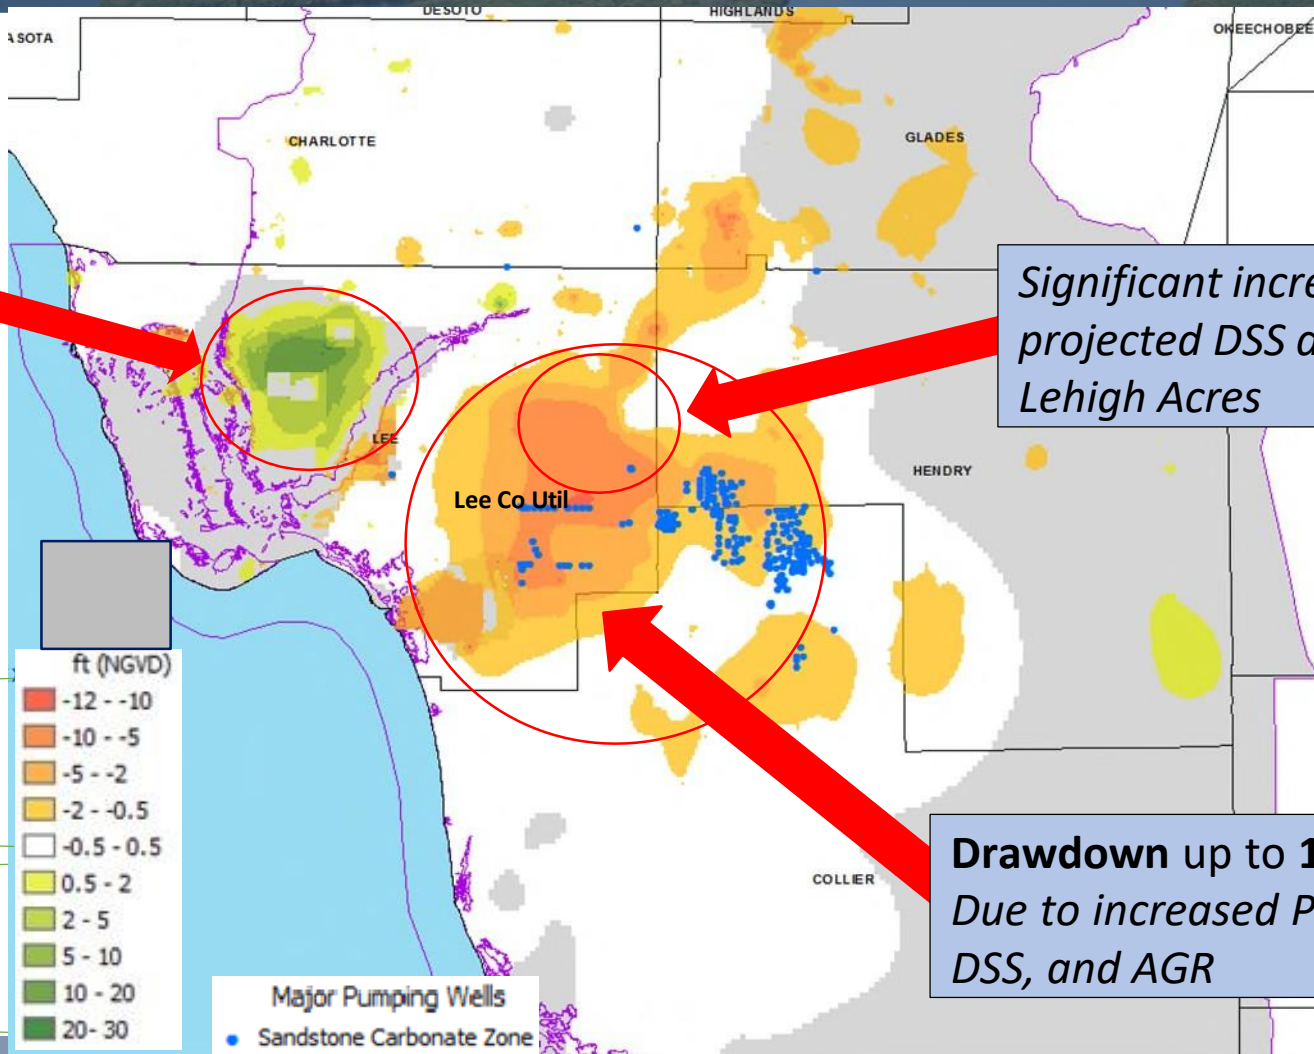 DESOTO
HIGHLANDS
OKEECHOBEE
CHARLOTTE
GLADES
Significant
projected DSS
Lehigh Acres
LEE
HENDRY
Lee Co Util
ft (NGVD)
-12 - -10
-10 - -5
-5 - -2
-2 - -0.5
-0.5 - 0.5
0.5 - 2
2 - 5
5 - 10
10 - 20
20- 30
Drawdown up to
Due to increased
DSS, and AGR
COLLIER
Major Pumping Wells
Sandstone Carbonate Zone